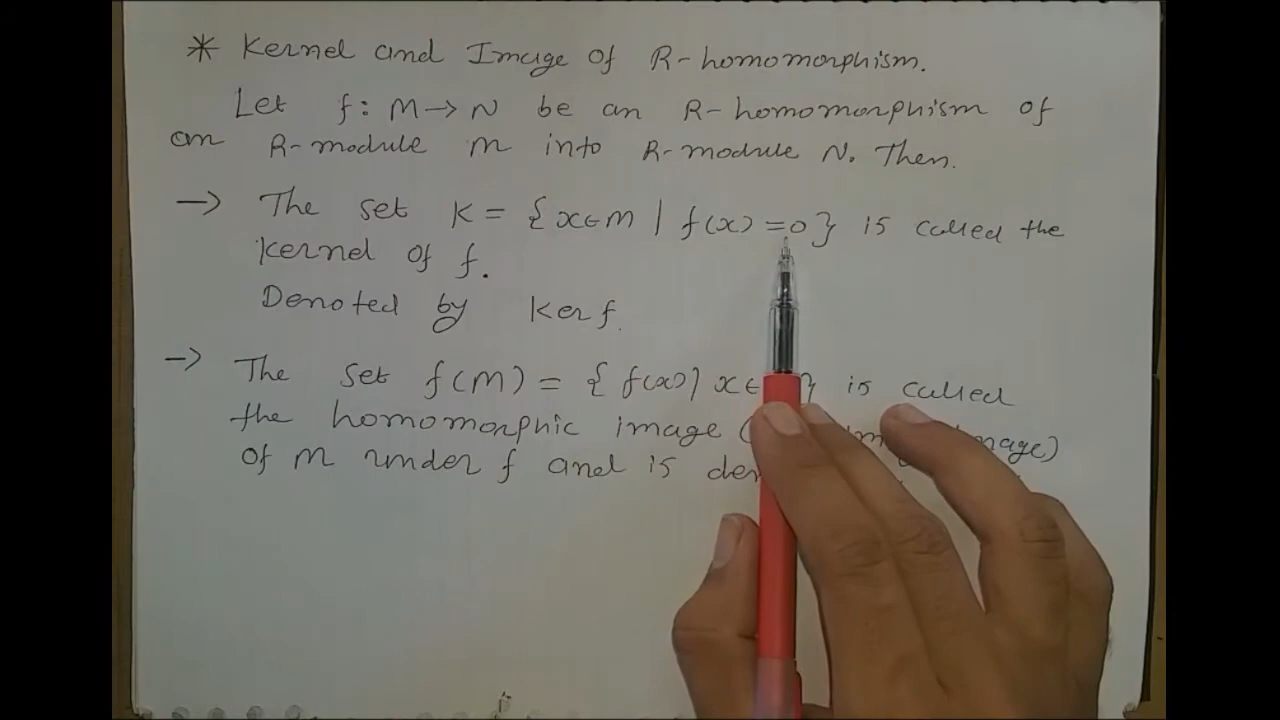 * Kernel and Image of R-homomorphism.
Let f: M → N be an R-homomorphism of
an R-module M into R-module N. Then.
→ The set K = {x∈M | f(x) = 0} is called the
kernel of f.
Denoted by Ker f.
→ The set f(M) = { f(x) | x∈ } is called
the homomorphic image ( image)
of M under f and is